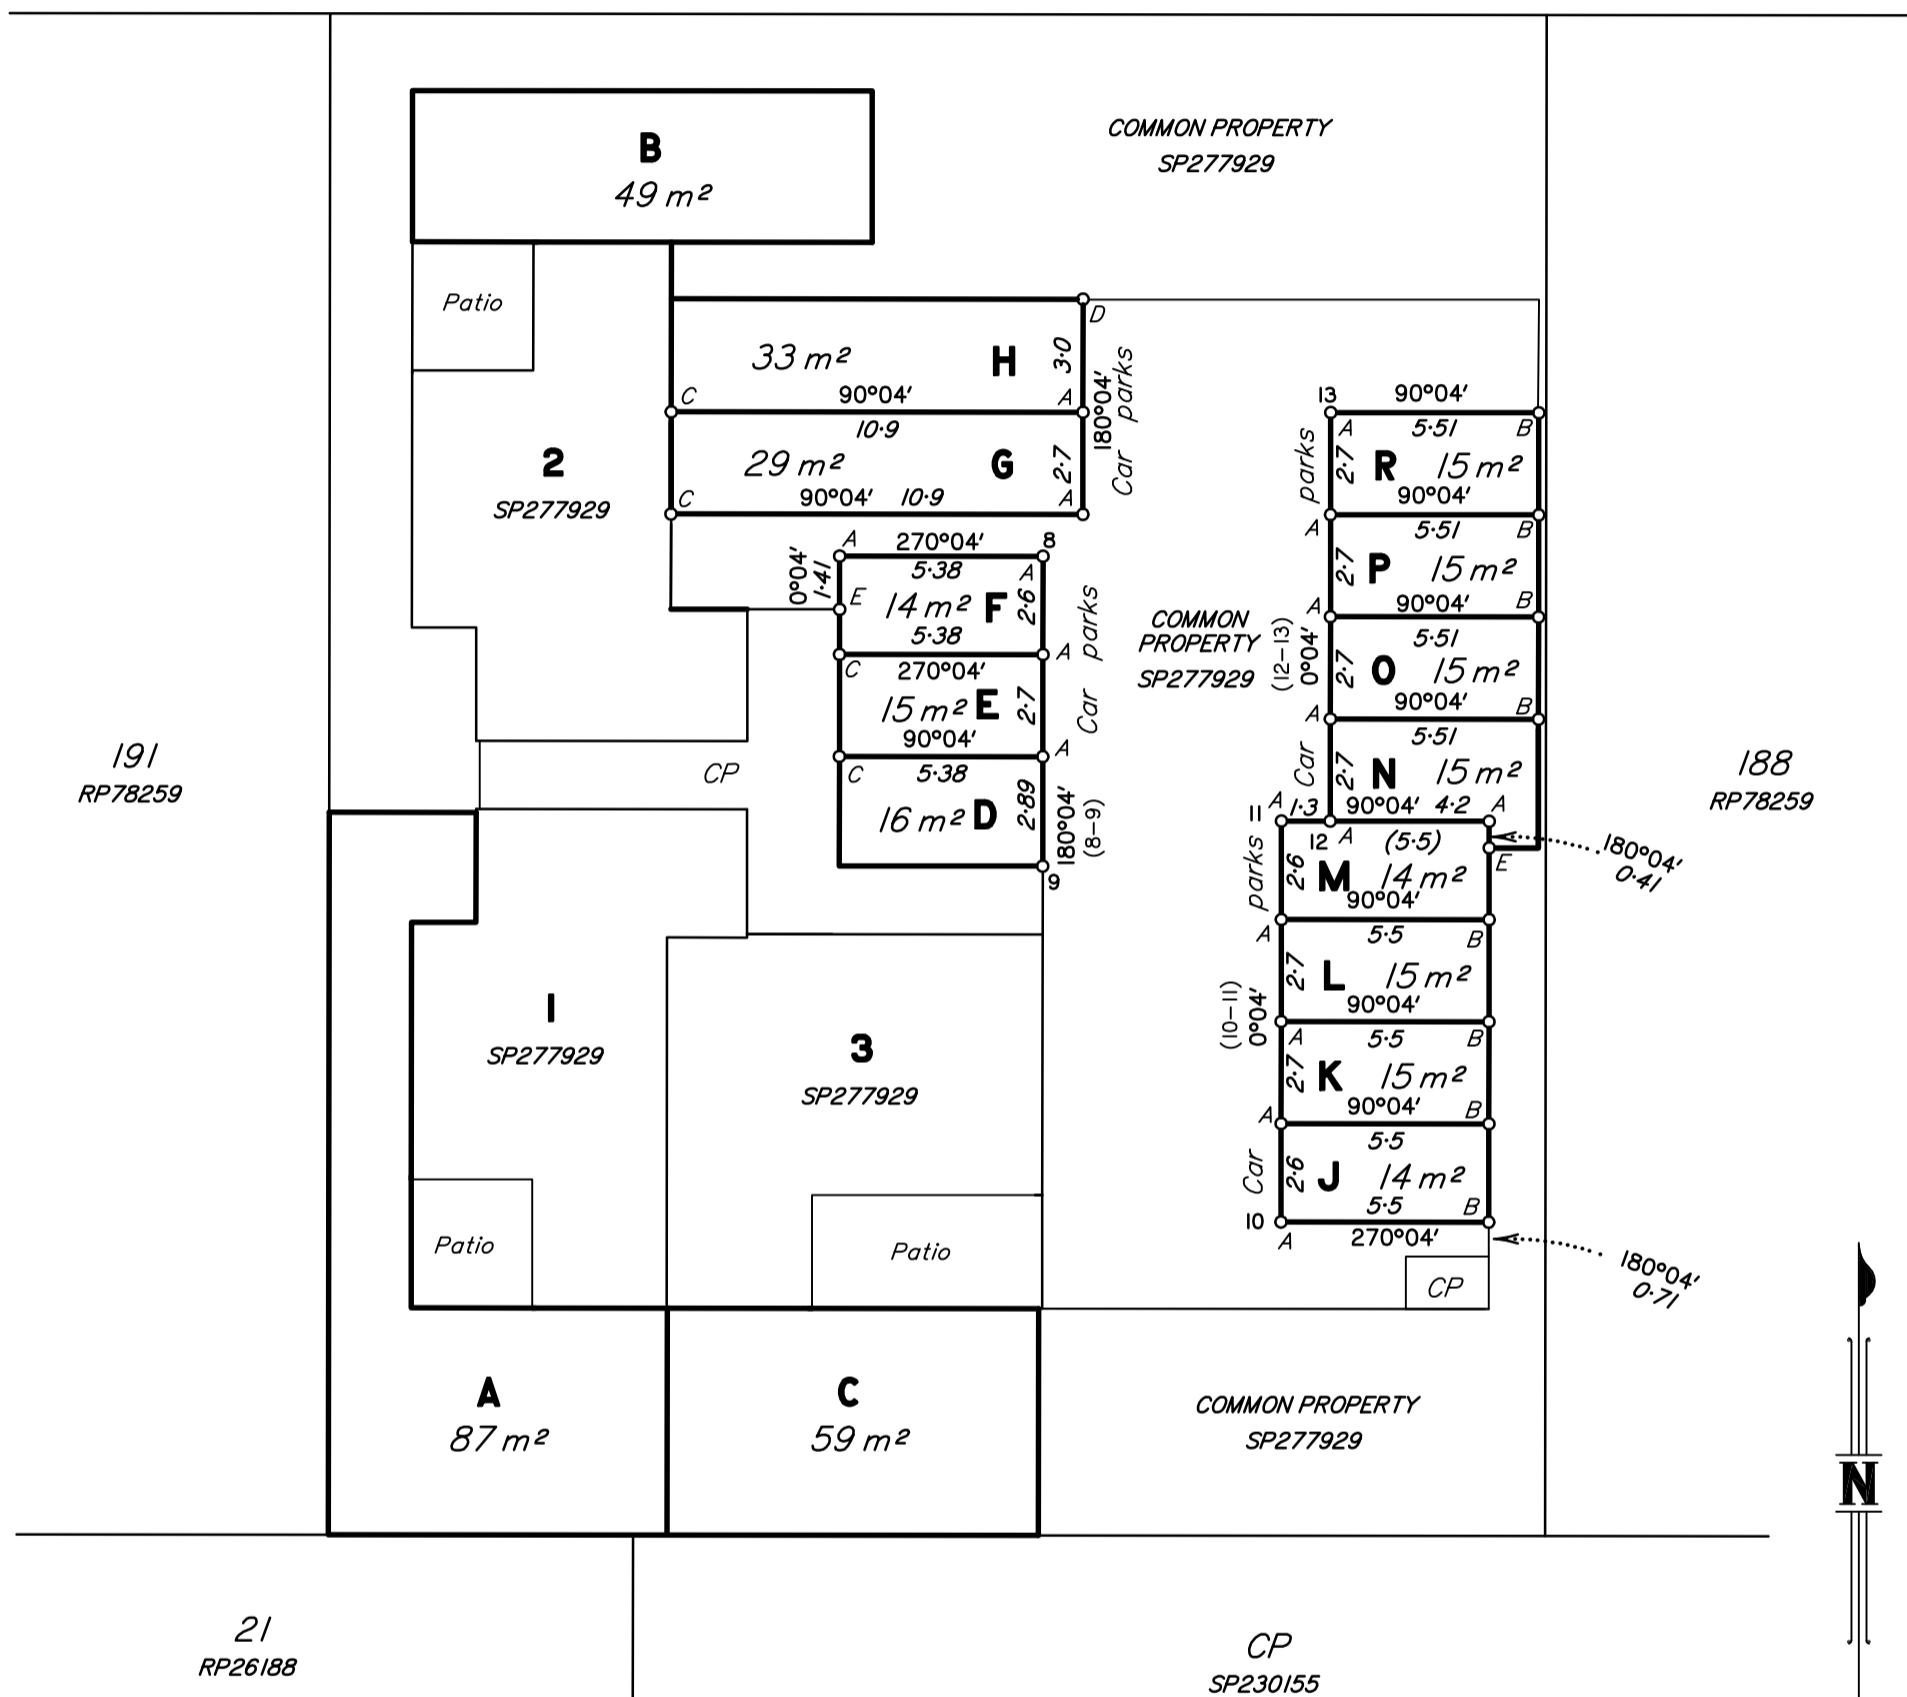 B
49 m²
COMMON PROPERTY
SP277929
Patio
D
33 m²
H
3·0
180°04'
Car parks
C
90°04'
A
10·9
29 m²
G
2·7
C
90°04'
10·9
A
2
SP277929
13
90°04'
A
5·51
B
parks
2·7
R
15 m²
90°04'
A
5·51
B
2·7
P
15 m²
A
90°04'
B
5·51
(12-13)
0°04'
2·7
O
15 m²
90°04'
A
B
5·51
Car
2·7
N
15 m²
A
270°04'
8
0°04'
1·41
5·38
A
E
14 m²
F
2·6
5·38
A
Car parks
C
270°04'
15 m²
E
2·7
90°04'
A
C
5·38
16 m²
D
2·89
180°04'
(8-9)
9
COMMON
PROPERTY
SP277929
191
RP78259
CP
188
RP78259
11
A
1·3
90°04'
4·2
A
12
A
(5·5)
E
180°04'
0·41
parks
2·6
M
14 m²
90°04'
A
5·5
B
2·7
L
15 m²
90°04'
(10-11)
0°04'
A
5·5
B
2·7
K
15 m²
A
90°04'
B
5·5
Car
2·6
J
14 m²
5·5
B
10
A
270°04'
180°04'
0·71
CP
1
SP277929
3
SP277929
Patio
Patio
A
87 m²
C
59 m²
COMMON PROPERTY
SP277929
N
21
RP26188
CP
SP230155